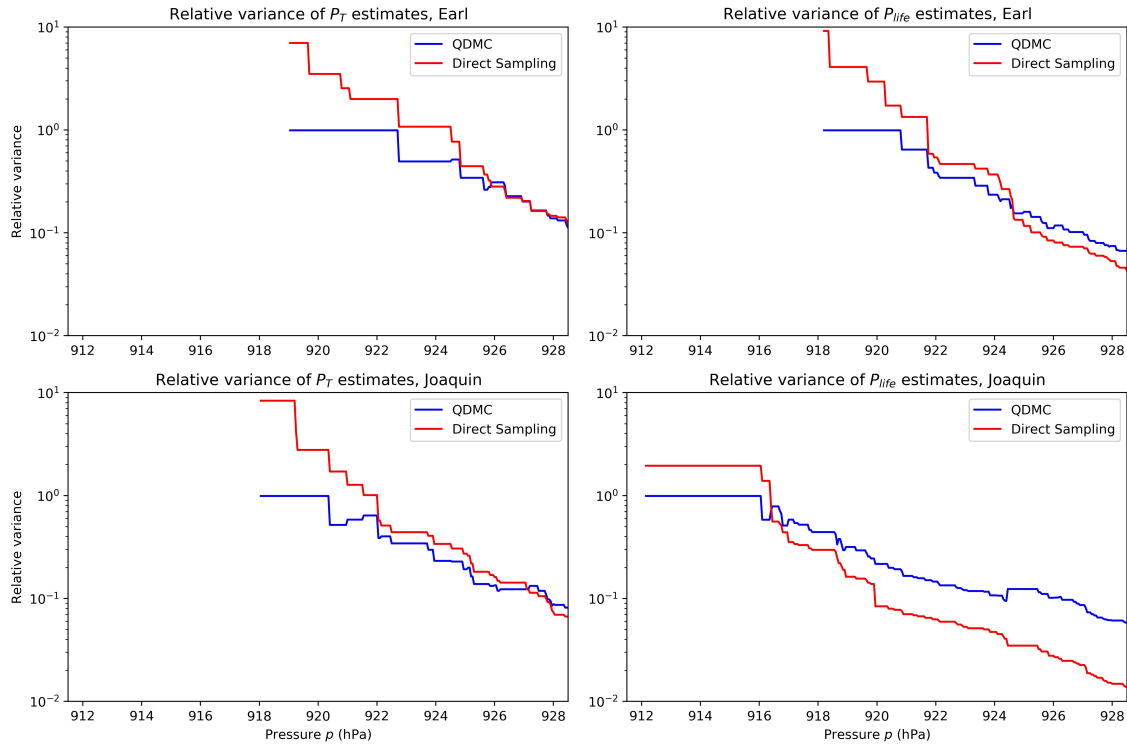 Relative variance of P_T estimates, Earl
Relative variance
10^1
10^0
10^-1
10^-2
QDMC
Direct Sampling
912 914 916 918 920 922 924 926 928
Relative variance of P_life estimates, Earl
10^1
10^0
10^-1
10^-2
QDMC
Direct Sampling
912 914 916 918 920 922 924 926 928
Relative variance of P_T estimates, Joaquin
Relative variance
10^1
10^0
10^-1
10^-2
QDMC
Direct Sampling
912 914 916 918 920 922 924 926 928
Pressure p (hPa)
Relative variance of P_life estimates, Joaquin
10^1
10^0
10^-1
10^-2
QDMC
Direct Sampling
912 914 916 918 920 922 924 926 928
Pressure p (hPa)